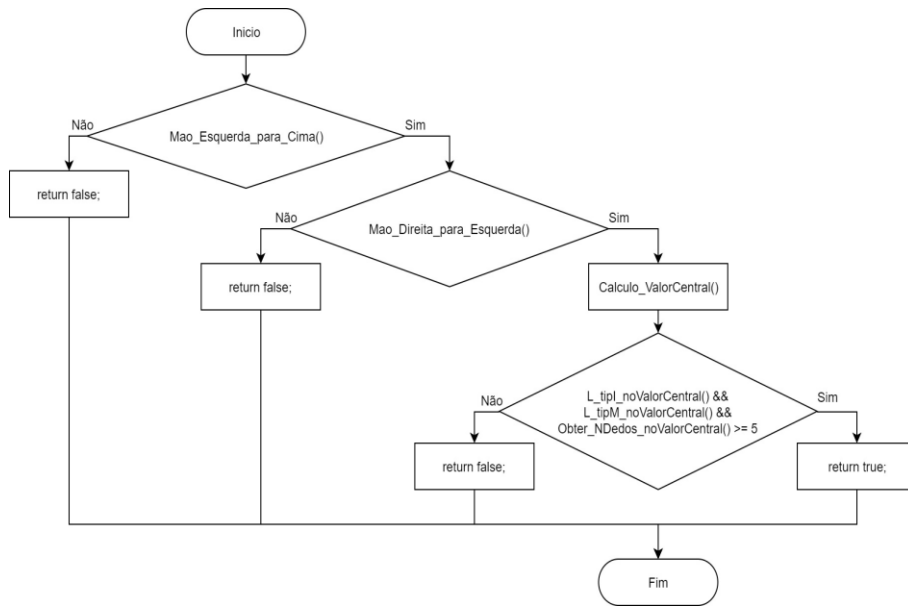 Inicio
Não
Mao_Esquerda_para_Cima()
Sim
return false;
Não
Mao_Direita_para_Esquerda()
Sim
return false;
Calculo_ValorCentral()
Não
L_tipI_noValorCentral() &&
L_tipM_noValorCentral() &&
Obter_NDedos_noValorCentral() >= 5
Sim
return false;
return true;
Fim